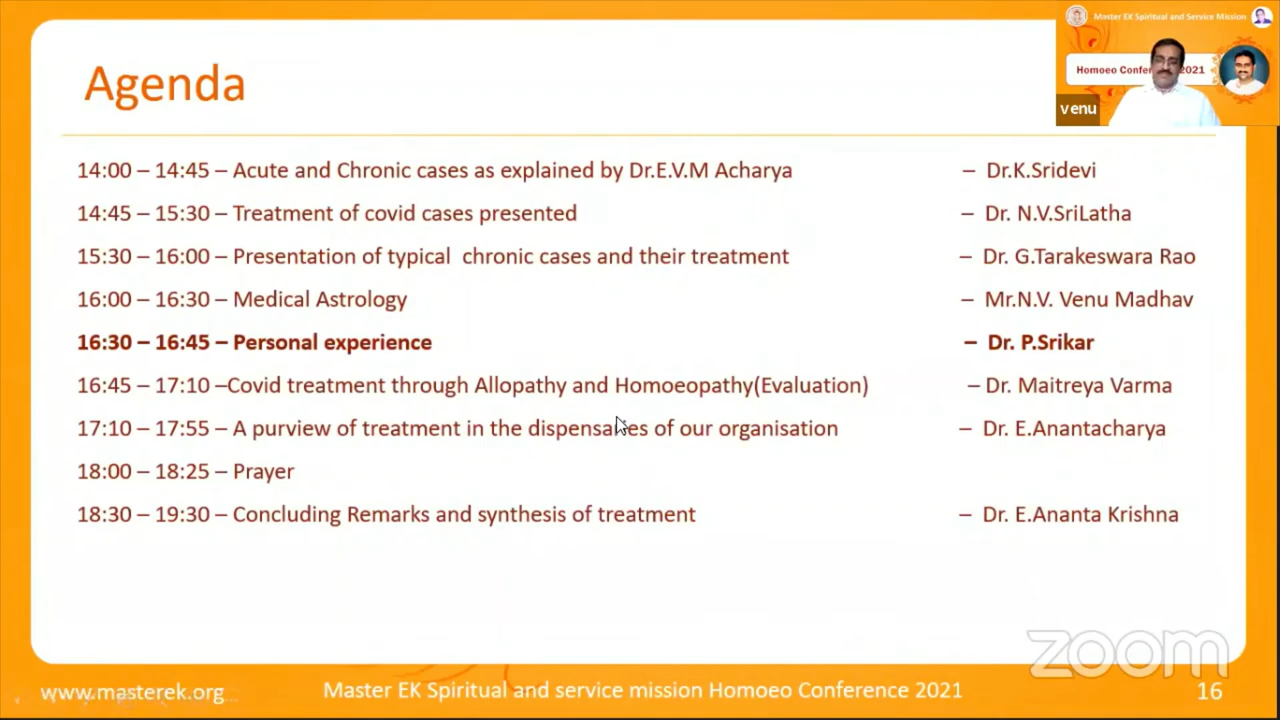 Master EK Spiritual and Service Mission
Homoeo Conference 2021
venu
Agenda
14:00 – 14:45 – Acute and Chronic cases as explained by Dr.E.V.M Acharya – Dr.K.Sridevi
14:45 – 15:30 – Treatment of covid cases presented – Dr. N.V.SriLatha
15:30 – 16:00 – Presentation of typical chronic cases and their treatment – Dr. G.Tarakeswara Rao
16:00 – 16:30 – Medical Astrology – Mr.N.V. Venu Madhav
16:30 – 16:45 – Personal experience – Dr. P.Srikar
16:45 – 17:10 –Covid treatment through Allopathy and Homoeopathy(Evaluation) – Dr. Maitreya Varma
17:10 – 17:55 – A purview of treatment in the dispensaries of our organisation – Dr. E.Anantacharya
18:00 – 18:25 – Prayer
18:30 – 19:30 – Concluding Remarks and synthesis of treatment – Dr. E.Ananta Krishna
zoom
www.masterek.org Master EK Spiritual and service mission Homoeo Conference 2021 16